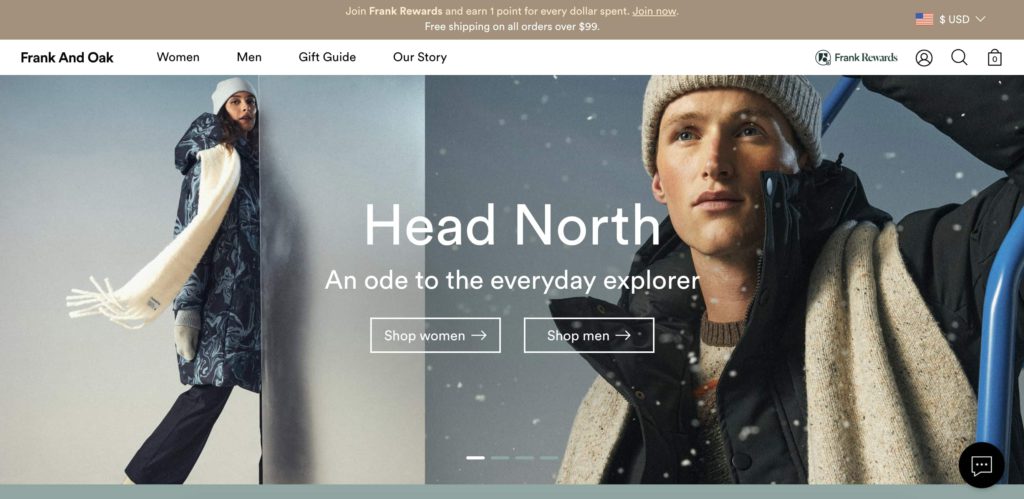 Join Frank Rewards and earn 1 point for every dollar spent. Join now.
Free shipping on all orders over $99.
$ USD
Frank And Oak
Women
Men
Gift Guide
Our Story
Frank Rewards
0
Head North
An ode to the everyday explorer
Shop women →
Shop men →